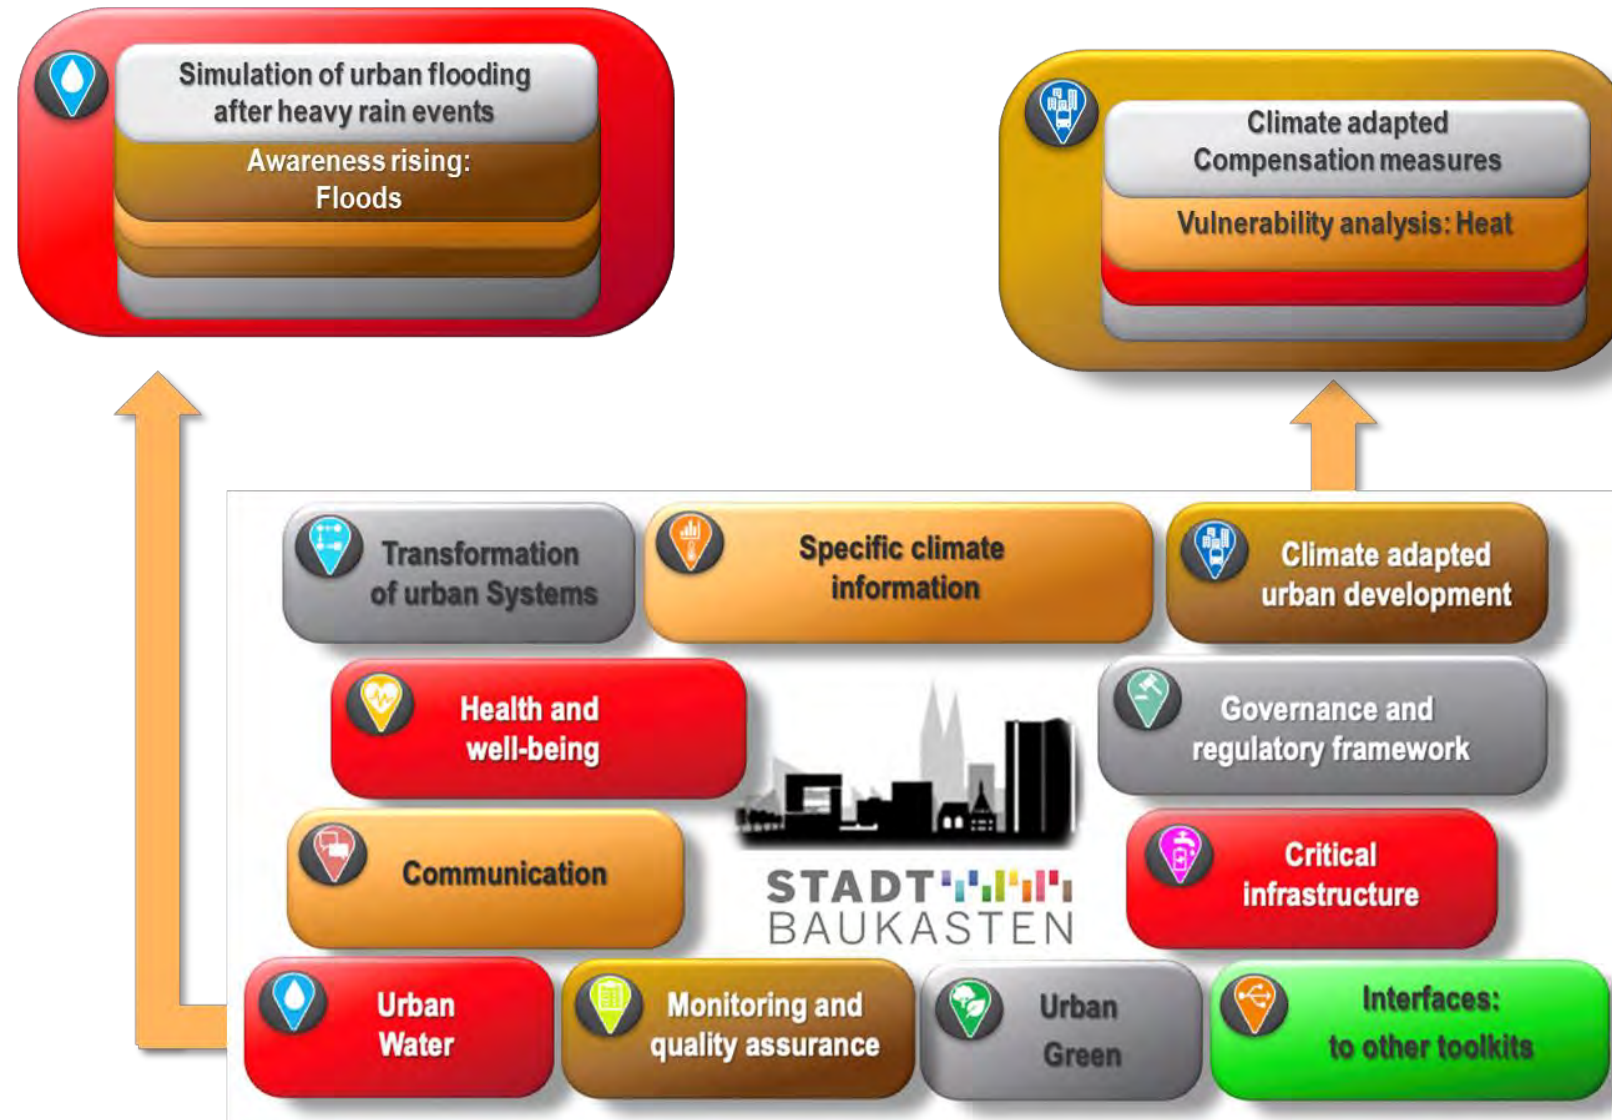 Simulation of urban flooding
after heavy rain events
Awareness rising:
Floods
Climate adapted
Compensation measures
Vulnerability analysis: Heat
Transformation
of urban Systems
Specific climate
information
Climate adapted
urban development
Health and
well-being
Governance and
regulatory framework
Communication
STADT
BAUKASTEN
Critical
infrastructure
Urban
Water
Monitoring and
quality assurance
Urban
Green
Interfaces:
to other toolkits